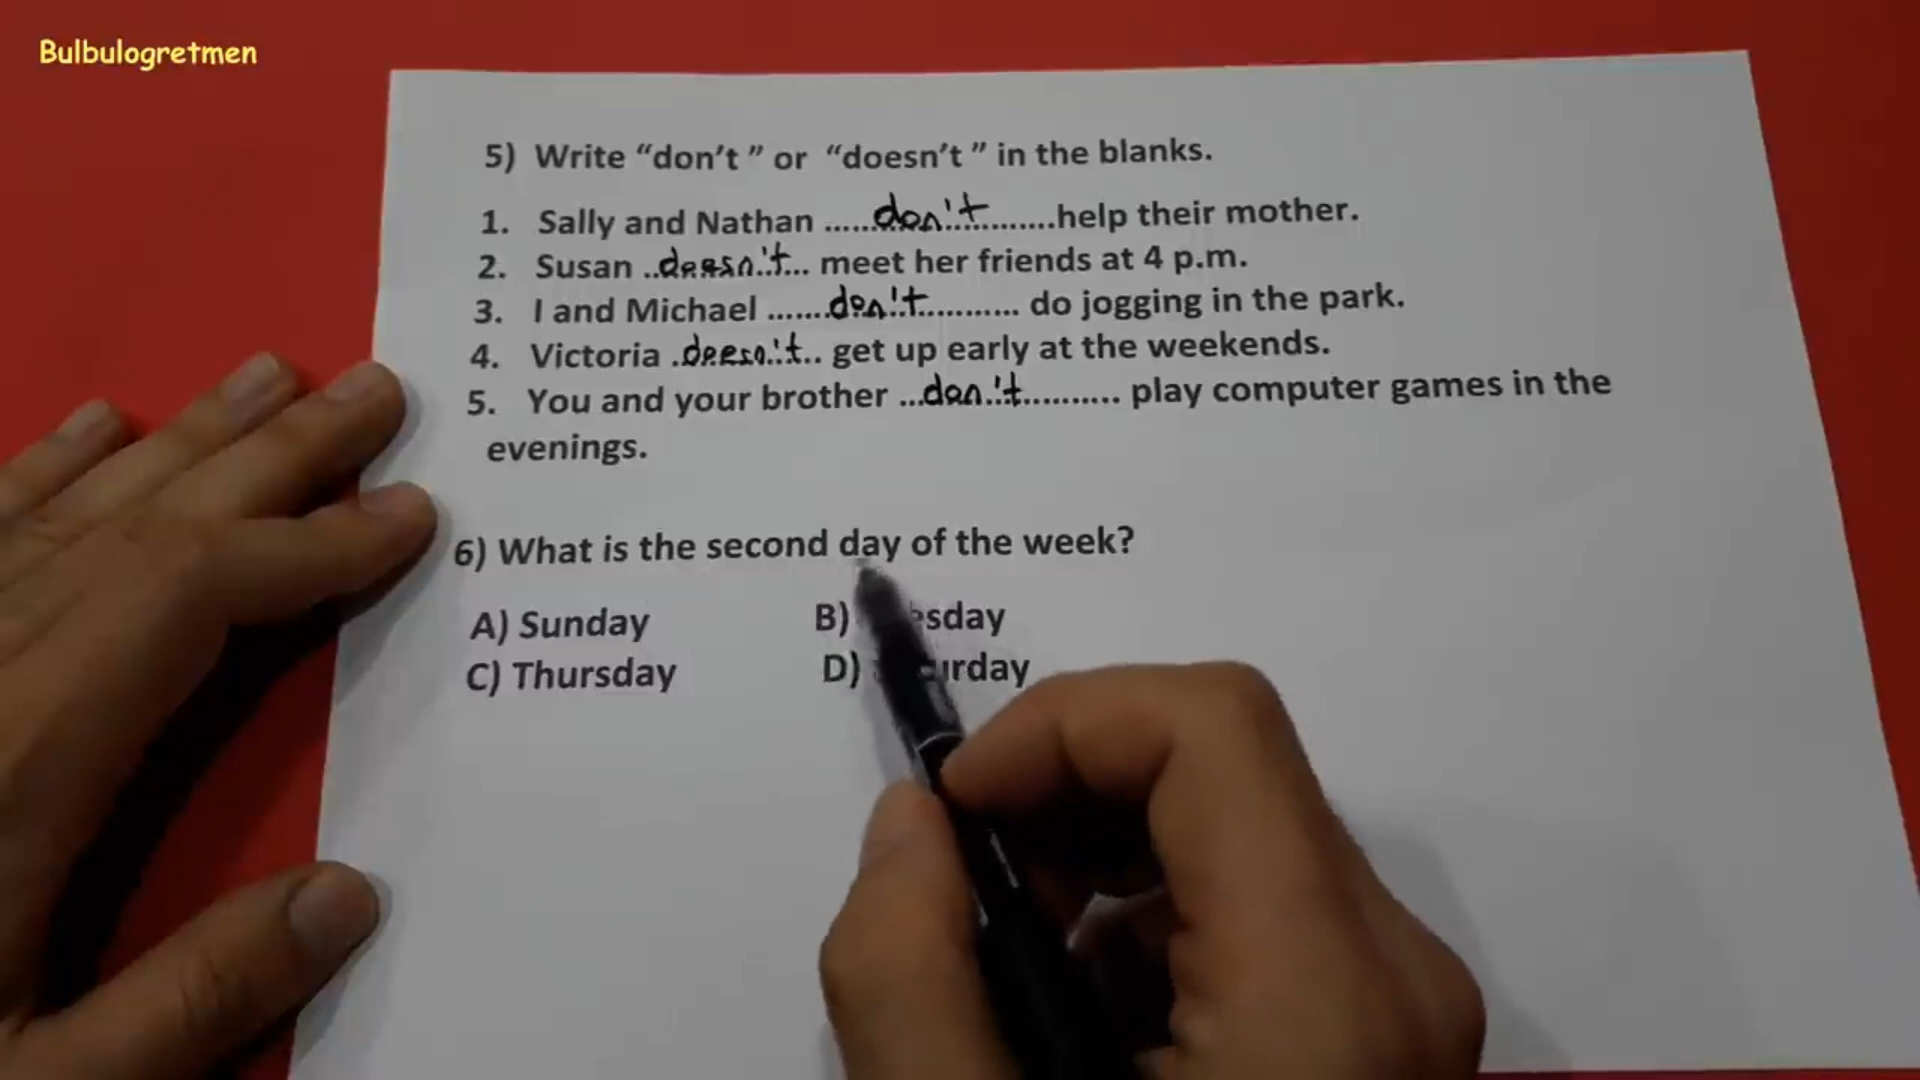 Bulbulogretmen
5) Write “don’t ” or “doesn’t ” in the blanks.
1. Sally and Nathan .....don't...........help their mother.
2. Susan ..doesn't... meet her friends at 4 p.m.
3. I and Michael .......don't........... do jogging in the park.
4. Victoria .doesn't.. get up early at the weekends.
5. You and your brother ...don't.......... play computer games in the
evenings.
6) What is the second day of the week?
A) Sunday B)
C) Thursday D)